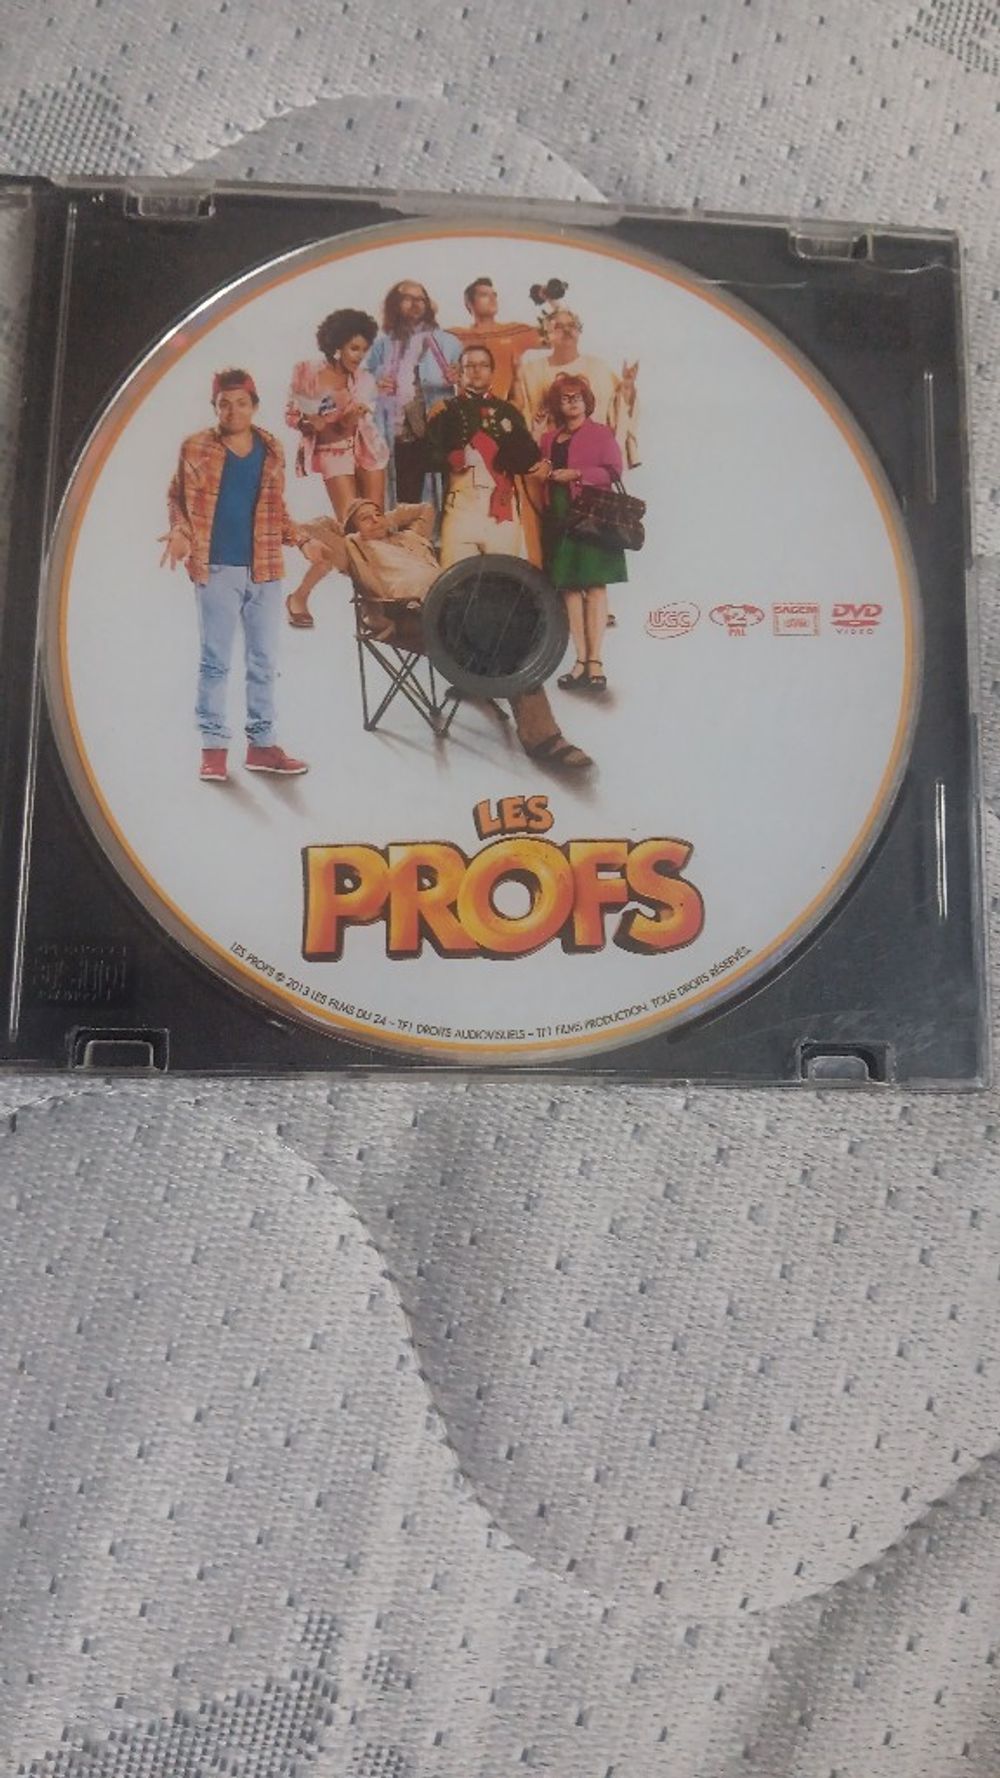 UGC
2
PAL
SACEM
DVD
VIDEO
LES
PROFS
LES PROFS © 2013 LES FILMS DU 24 – TF1 DROITS AUDIOVISUELS – TF1 FILMS PRODUCTION. TOUS DROITS RÉSERVÉS.